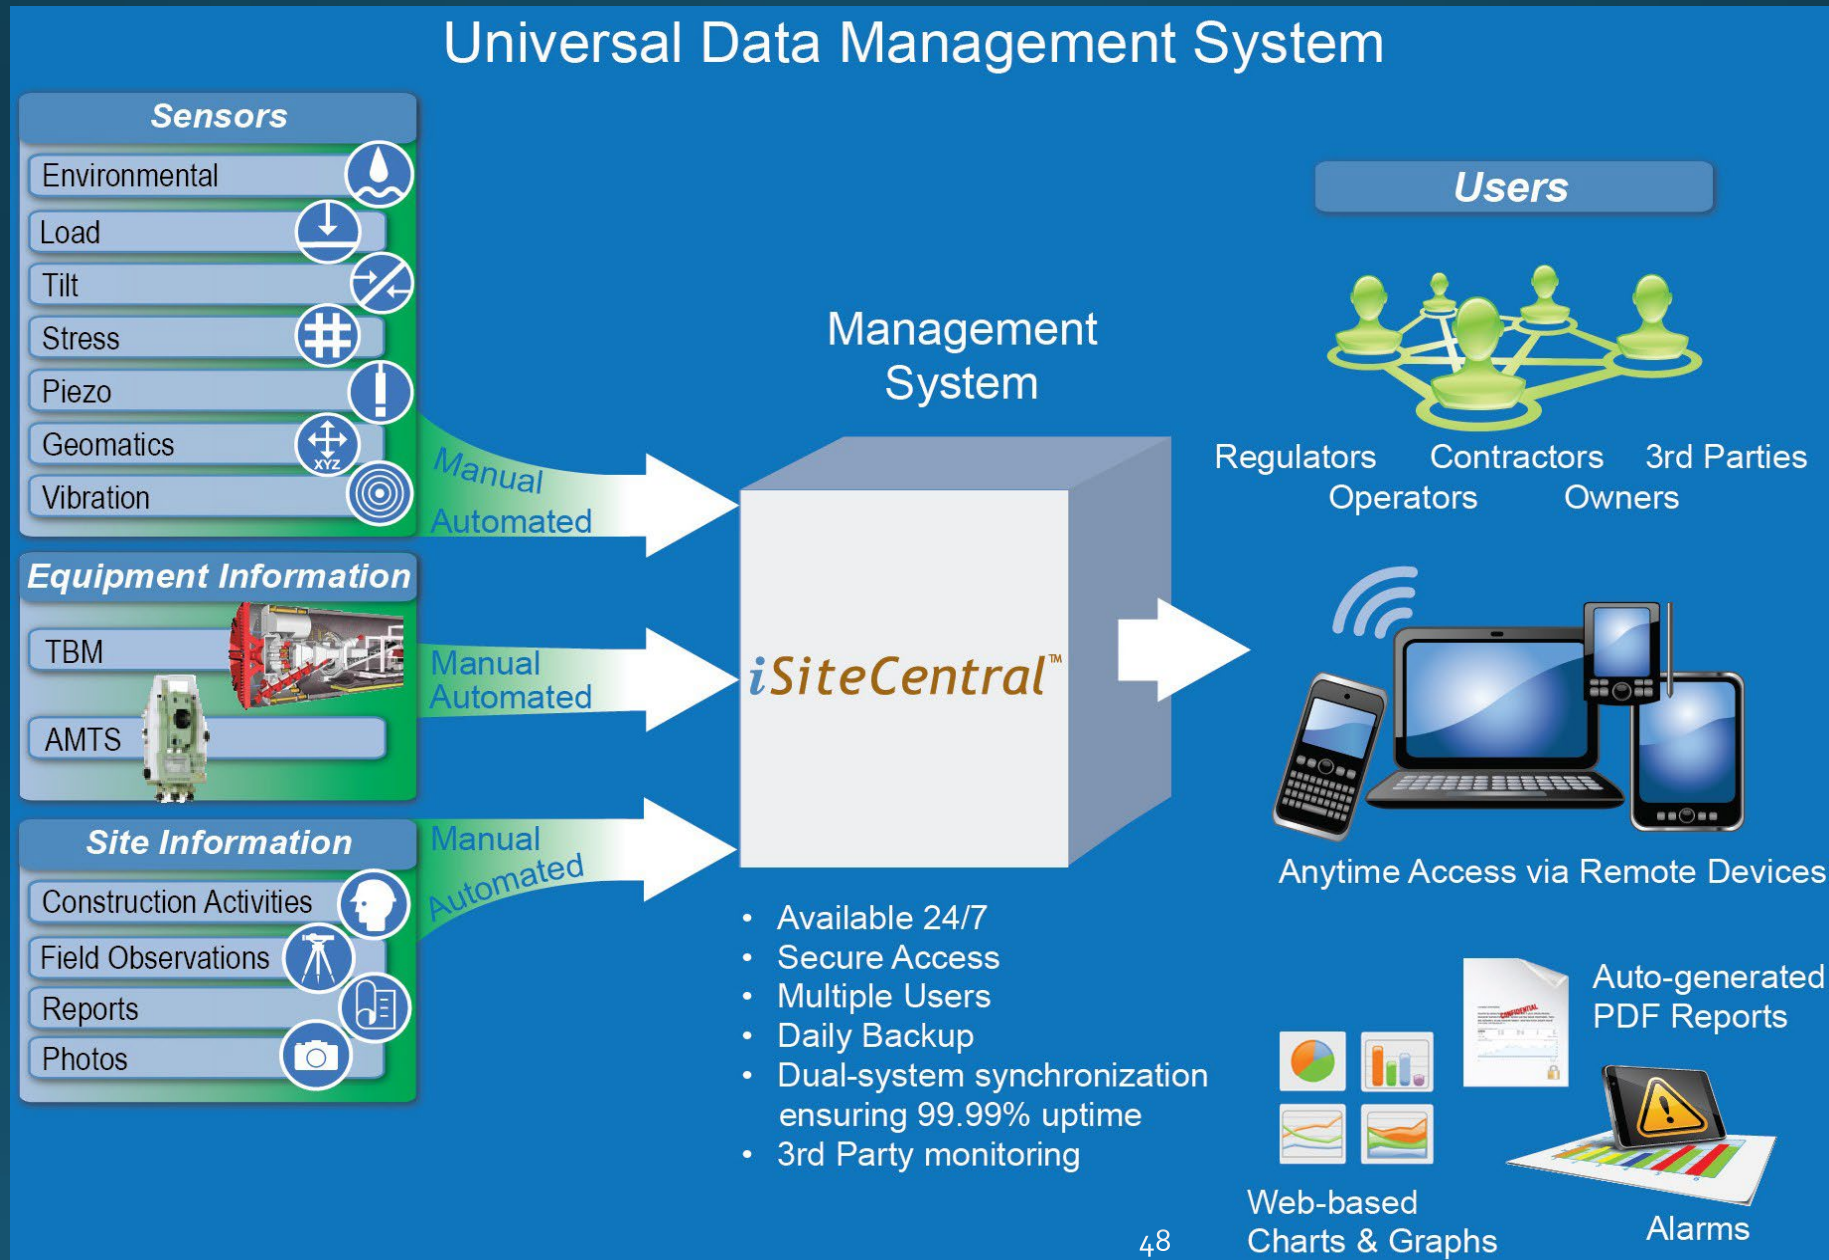 Universal Data Management System
Sensors
Environmental
Load
Tilt
Stress
Piezo
Geomatics
XYZ
Vibration
Manual
Automated
Equipment Information
TBM
AMTS
Manual
Automated
Site Information
Construction Activities
Field Observations
Reports
Photos
Manual
Automated
Management
System
iSiteCentral™
• Available 24/7
• Secure Access
• Multiple Users
• Daily Backup
• Dual-system synchronization
ensuring 99.99% uptime
• 3rd Party monitoring
Users
Regulators Contractors 3rd Parties
Operators Owners
Anytime Access via Remote Devices
CONFIDENTIAL
Auto-generated
PDF Reports
Web-based
Charts & Graphs
Alarms
48